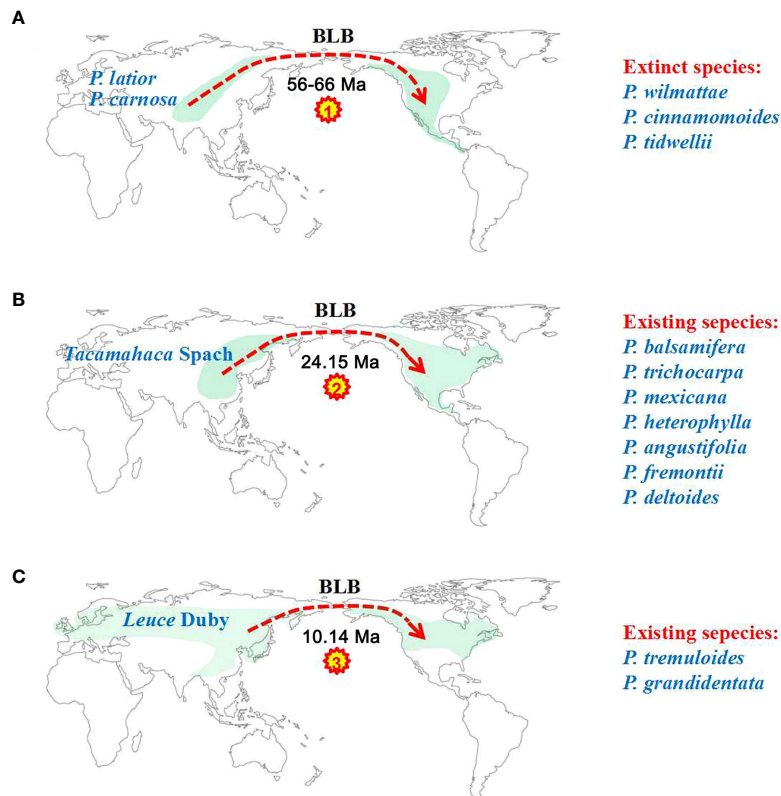 A
BLB
P. latior
P. carnosa
56-66 Ma
1
Extinct species:
P. wilmattae
P. cinnamomoides
P. tidwellii
B
BLB
Tacamahaca Spach
24.15 Ma
2
Existing sepecies:
P. balsamifera
P. trichocarpa
P. mexicana
P. heterophylla
P. angustifolia
P. fremontii
P. deltoides
C
BLB
Leuce Duby
10.14 Ma
3
Existing sepecies:
P. tremuloides
P. grandidentata